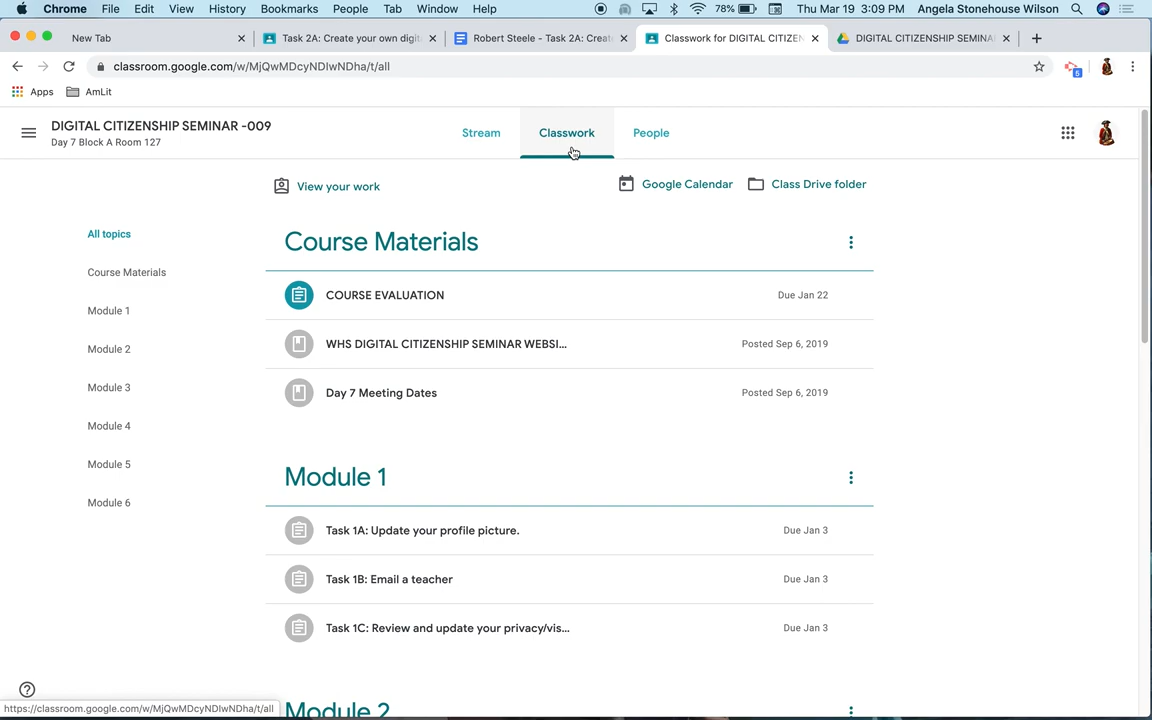 Chrome File Edit View History Bookmarks People Tab Window Help 78% Thu Mar 19 3:09 PM Angela Stonehouse Wilson
New Tab Task 2A: Create your own digit Robert Steele - Task 2A: Create Classwork for DIGITAL CITIZEN DIGITAL CITIZENSHIP SEMINA
classroom.google.com/w/MjQwMDcyNDIwNDha/t/all 5
Apps AmLit
DIGITAL CITIZENSHIP SEMINAR -009
Day 7 Block A Room 127
Stream Classwork People
View your work Google Calendar Class Drive folder
All topics
Course Materials
Module 1
Module 2
Module 3
Module 4
Module 5
Module 6
Course Materials
COURSE EVALUATION Due Jan 22
WHS DIGITAL CITIZENSHIP SEMINAR WEBSI... Posted Sep 6, 2019
Day 7 Meeting Dates Posted Sep 6, 2019
Module 1
Task 1A: Update your profile picture. Due Jan 3
Task 1B: Email a teacher Due Jan 3
Task 1C: Review and update your privacy/vis... Due Jan 3
Module 2
https://classroom.google.com/w/MjQwMDcyNDIwNDha/t/all